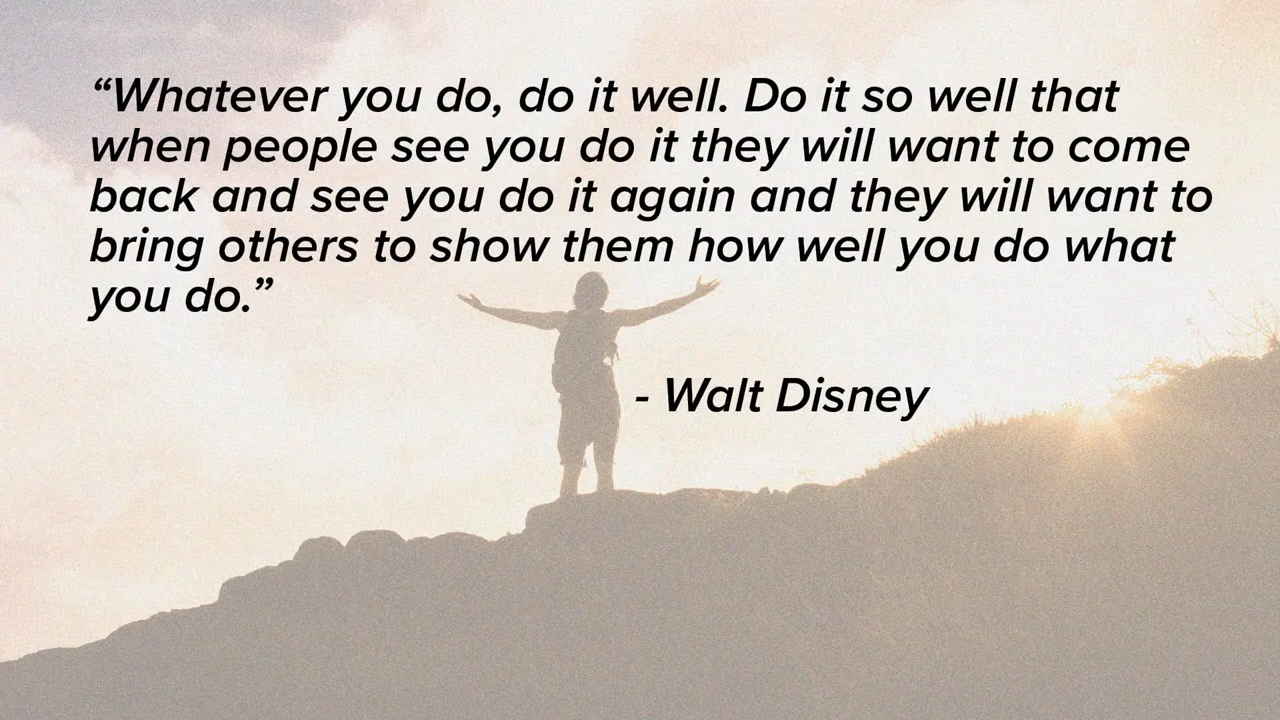 “Whatever you do, do it well. Do it so well that
when people see you do it they will want to come
back and see you do it again and they will want to
bring others to show them how well you do what
you do.”
- Walt Disney